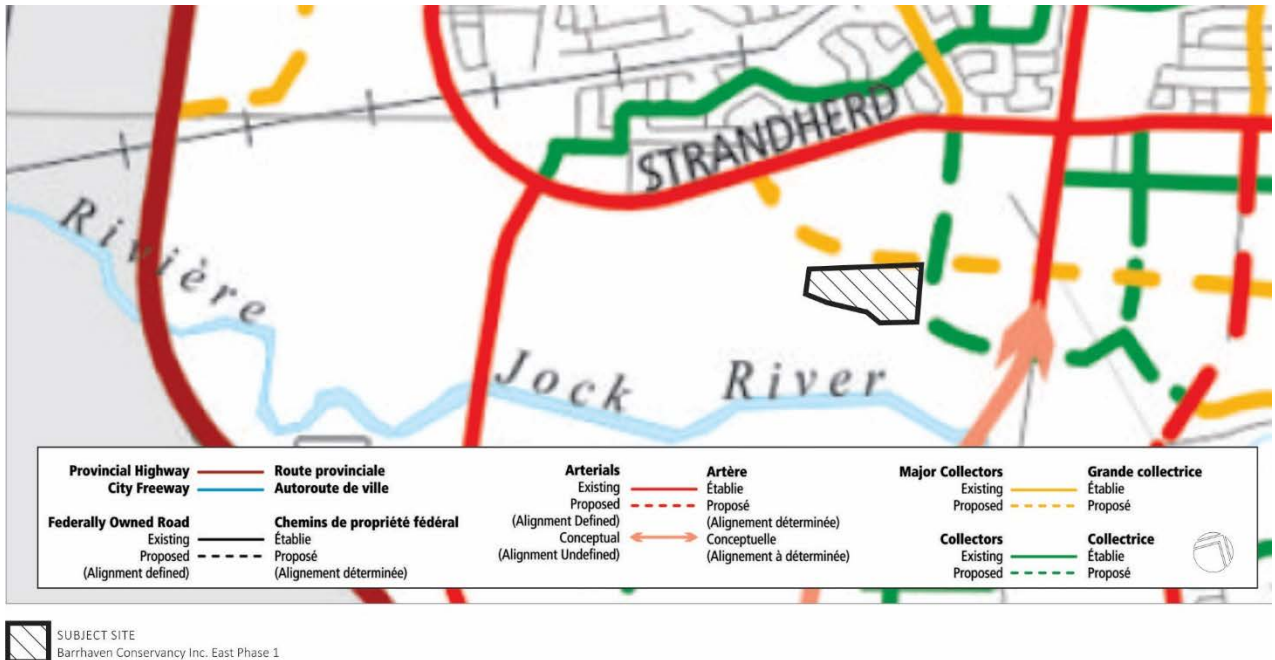 STRANDHERD
Rivière
Jock River
Provincial Highway Route provinciale
City Freeway Autoroute de ville
Federally Owned Road Chemins de propriété fédéral
Existing Établie
Proposed Proposé
(Alignment defined) (Alignement déterminée)
Arterials Artère
Existing Établie
Proposed Proposé
(Alignment Defined) (Alignement déterminée)
Conceptual Conceptuelle
(Alignment Undefined) (Alignement à déterminée)
Major Collectors Grande collectrice
Existing Établie
Proposed Proposé
Collectors Collectrice
Existing Établie
Proposed Proposé
SUBJECT SITE
Barrhaven Conservancy Inc. East Phase 1